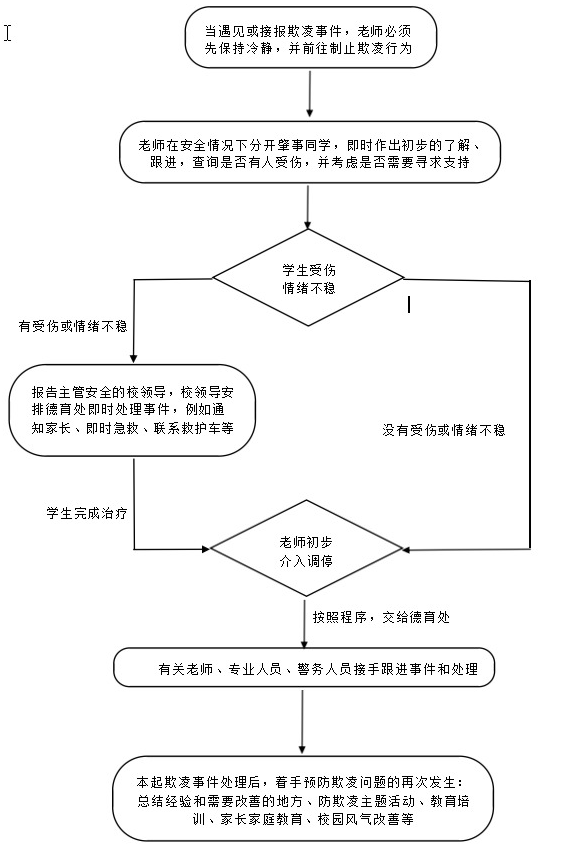 当遇见或接报欺凌事件，老师必须
先保持冷静，并前往制止欺凌行为
老师在安全情况下分开肇事同学，即时作出初步的了解、
跟进，查询是否有人受伤，并考虑是否需要寻求支持
学生受伤
情绪不稳
有受伤或情绪不稳
报告主管安全的校领导，校领导安
排德育处即时处理事件，例如通
知家长、即时急救、联系救护车等
没有受伤或情绪不稳
学生完成治疗
老师初步
介入调停
按照程序，交给德育处
有关老师、专业人员、警务人员接手跟进事件和处理
本起欺凌事件处理后，着手预防欺凌问题的再次发生：
总结经验和需要改善的地方、防欺凌主题活动、教育培
训、家长家庭教育、校园风气改善等